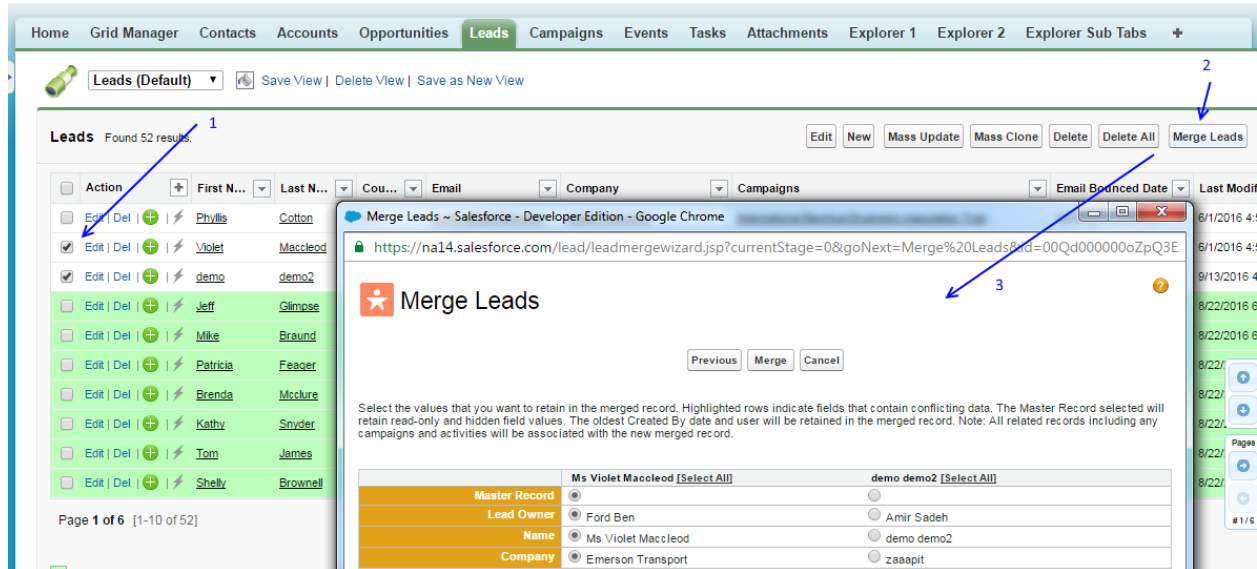 Home Grid Manager Contacts Accounts Opportunities Leads Campaigns Events Tasks Attachments Explorer 1 Explorer 2 Explorer Sub Tabs +
2
Leads (Default) Save View | Delete VIew | Save as New View
1
Leads Found 52 results. Edit New Mass Update Mass Clone Delete Delete All Merge Leads
Action First N... Last N... Cou... Email Company Campaigns Email Bounced Date Last Modif
Edit | Del | Phyllis Cotton
Merge Leads ~ Salesforce - Developer Edition - Google Chrome
6/1/2016 4:
Edit | Del | Violet Maccleod
https://na14.salesforce.com/lead/leadmergewizard.jsp?currentStage=0&goNext=Merge%20Leads&id=00Qd000000oZpQ3E
6/1/2016 4:
Edit | Del | demo demo2 9/13/2016 4
3
Merge Leads
Edit | Del | Jeff Glimpse 8/22/2016 6
Edit | Del | Mike Braund 8/22/2016 6
Previous Merge Cancel
Edit | Del | Patricia Feager 8/22/
Edit | Del | Brenda Mcclure 8/22/
Select the values that you want to retain in the merged record. Highlighted rows indicate fields that contain conflicting data. The Master Record selected will
retain read-only and hidden field values. The oldest Created By date and user will be retained in the merged record. Note: All related records including any
campaigns and activities will be associated with the new merged record.
Edit | Del | Kathy Snyder 8/22/
Edit | Del | Tom James 8/22/
Pages
Edit | Del | Shelly Brownell 8/22/
Ms Violet Maccleod [Select All] demo demo2 [Select All]
Master Record
Lead Owner Ford Ben Amir Sadeh
Name Ms Violet Maccleod demo demo2
Company Emerson Transport zaaapit
Page 1 of 6 [1-10 of 52]
#1/6